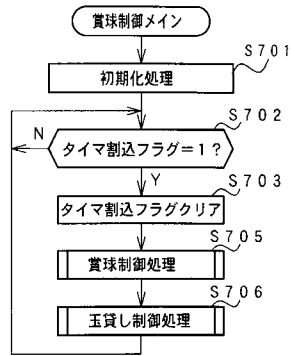 賞球制御メイン
S701
初期化処理
S702
N
タイマ割込フラグ＝1？
Y
S703
タイマ割込フラグクリア
S705
賞球制御処理
S706
玉貸し制御処理